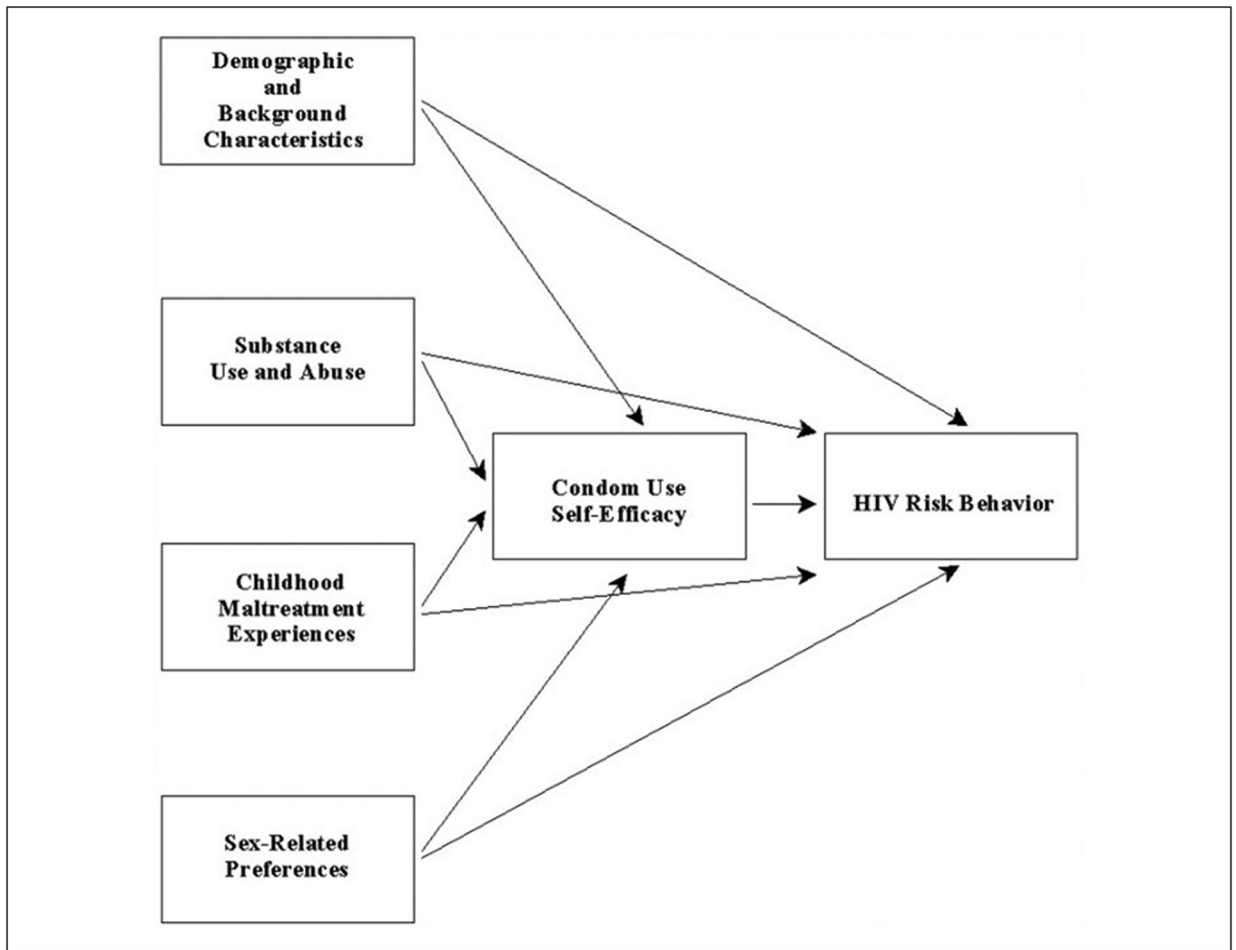 Demographic
and
Background
Characteristics
Substance
Use and Abuse
Condom Use
Self-Efficacy
HIV Risk Behavior
Childhood
Maltreatment
Experiences
Sex-Related
Preferences